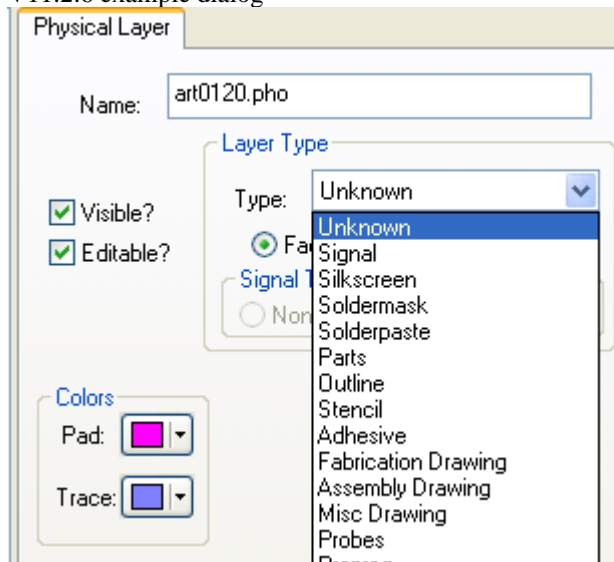 Physical Layer
Name: art0120.pho
Layer Type
Type: Unknown
Visible?
Editable?
Unknown
Signal
Silkscreen
Soldermask
Solderpaste
Parts
Outline
Stencil
Adhesive
Fabrication Drawing
Assembly Drawing
Misc Drawing
Probes
Signal
Colors
Pad:
Trace: